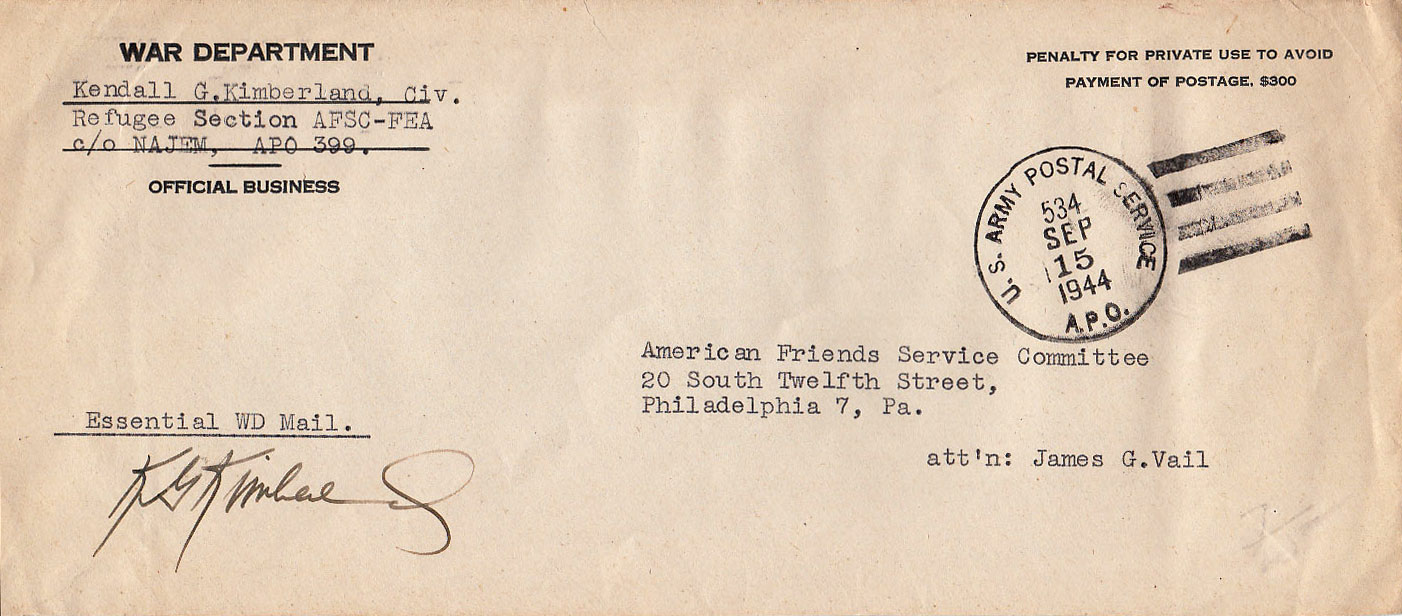 WAR DEPARTMENT
Kendall G.Kimberland, Civ.
Refugee Section AFSC-FEA
c/o NAJEM, APO 399.
OFFICIAL BUSINESS
PENALTY FOR PRIVATE USE TO AVOID
PAYMENT OF POSTAGE, $300
U.S. ARMY POSTAL SERVICE
534
SEP
15
1944
A.P.O.
American Friends Service Committee
20 South Twelfth Street,
Philadelphia 7, Pa.
att'n: James G.Vail
Essential WD Mail.
K G Kimberland